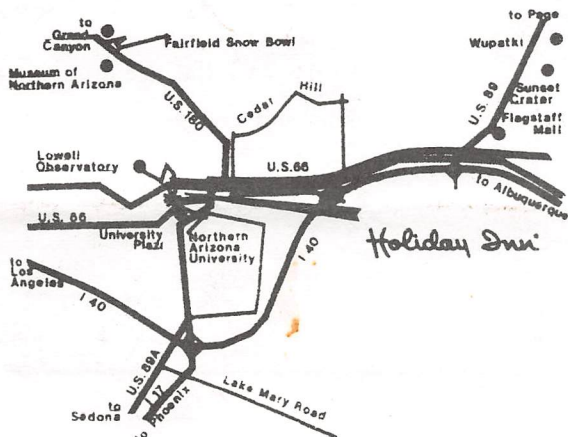 to
Grand
Canyon
Fairfield Snow Bowl
Museum of
Northern Arizona
U.S. 180
Cedar Hill
to Page
Wupatki
Sunset
Crater
U.S. 89
Flagstaff
Mall
Lowell
Observatory
U.S.66
to Albuquerque
U.S. 66
University
Plaza
Northern
Arizona
University
I 40
Holiday Inn
to
Los
Angeles
I 40
U.S. 89A
I 17
to
Sedona
to Phoenix
Lake Mary Road